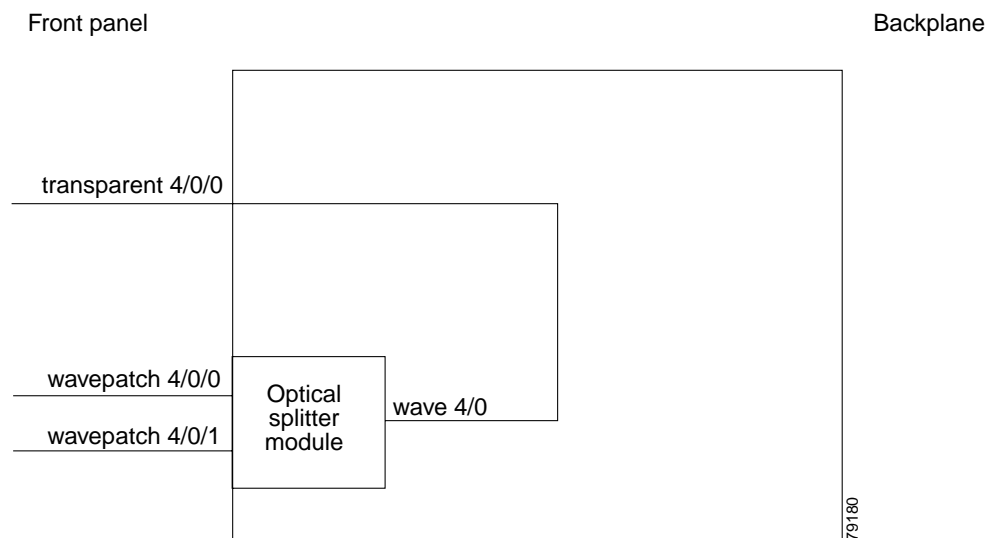 Front panel
Backplane
transparent 4/0/0
wavepatch 4/0/0
wavepatch 4/0/1
Optical
splitter
module
wave 4/0
79180